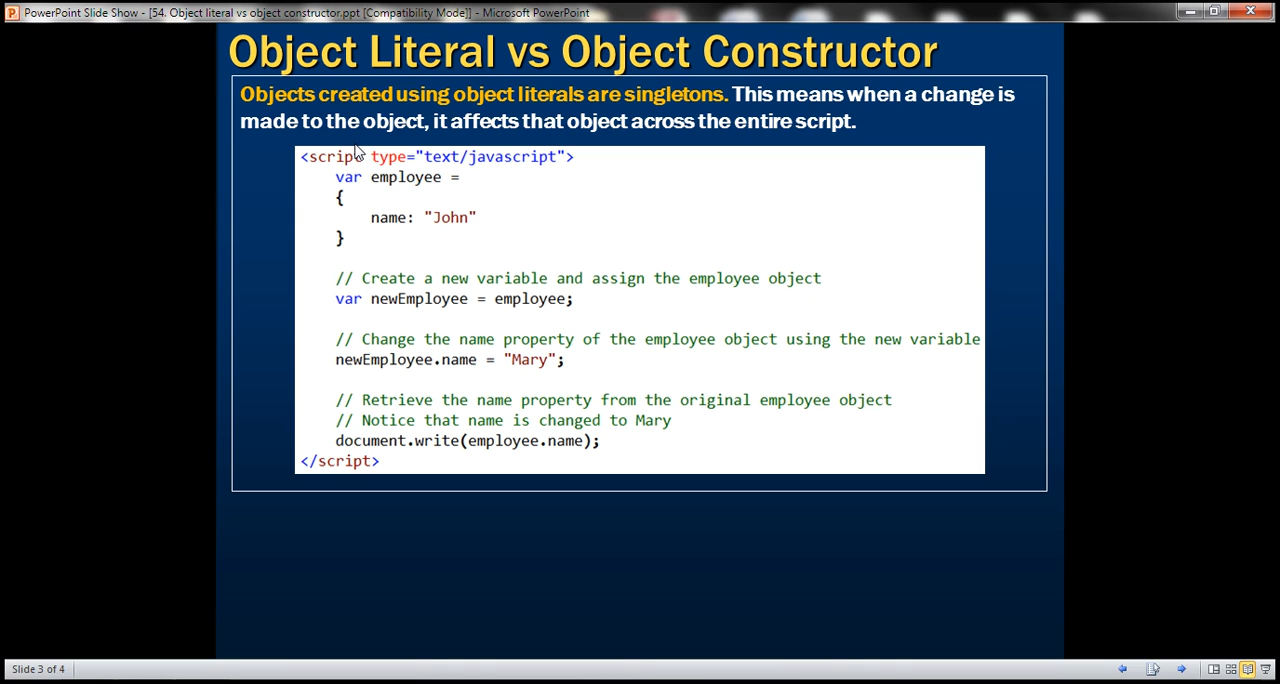 PowerPoint Slide Show - [54. Object literal vs object constructor.ppt [Compatibility Mode]] - Microsoft PowerPoint
Object Literal vs Object Constructor
Objects created using object literals are singletons. This means when a change is
made to the object, it affects that object across the entire script.
<script type="text/javascript">
var employee =
{
name: "John"
}
// Create a new variable and assign the employee object
var newEmployee = employee;
// Change the name property of the employee object using the new variable
newEmployee.name = "Mary";
// Retrieve the name property from the original employee object
// Notice that name is changed to Mary
document.write(employee.name);
</script>
Slide 3 of 4